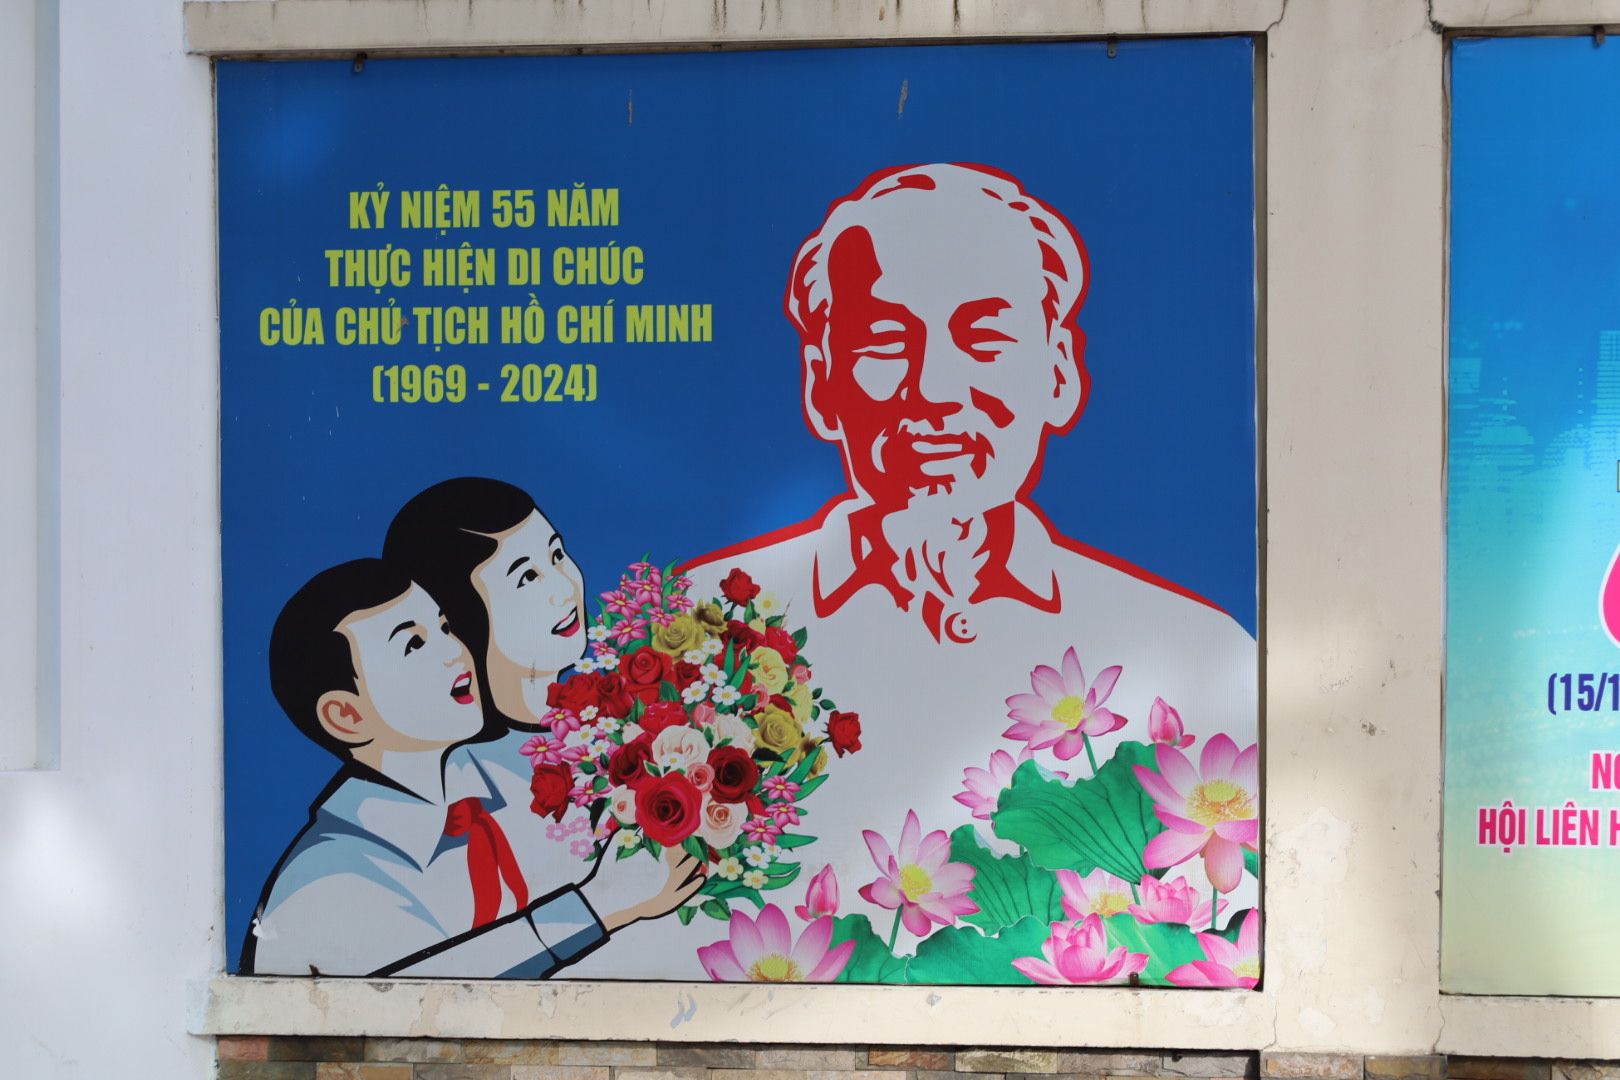 KỶ NIỆM 55 NĂM
THỰC HIỆN DI CHÚC
CỦA CHỦ TỊCH HỒ CHÍ MINH
(1969 - 2024)
(15/1
HỘI LIÊN H